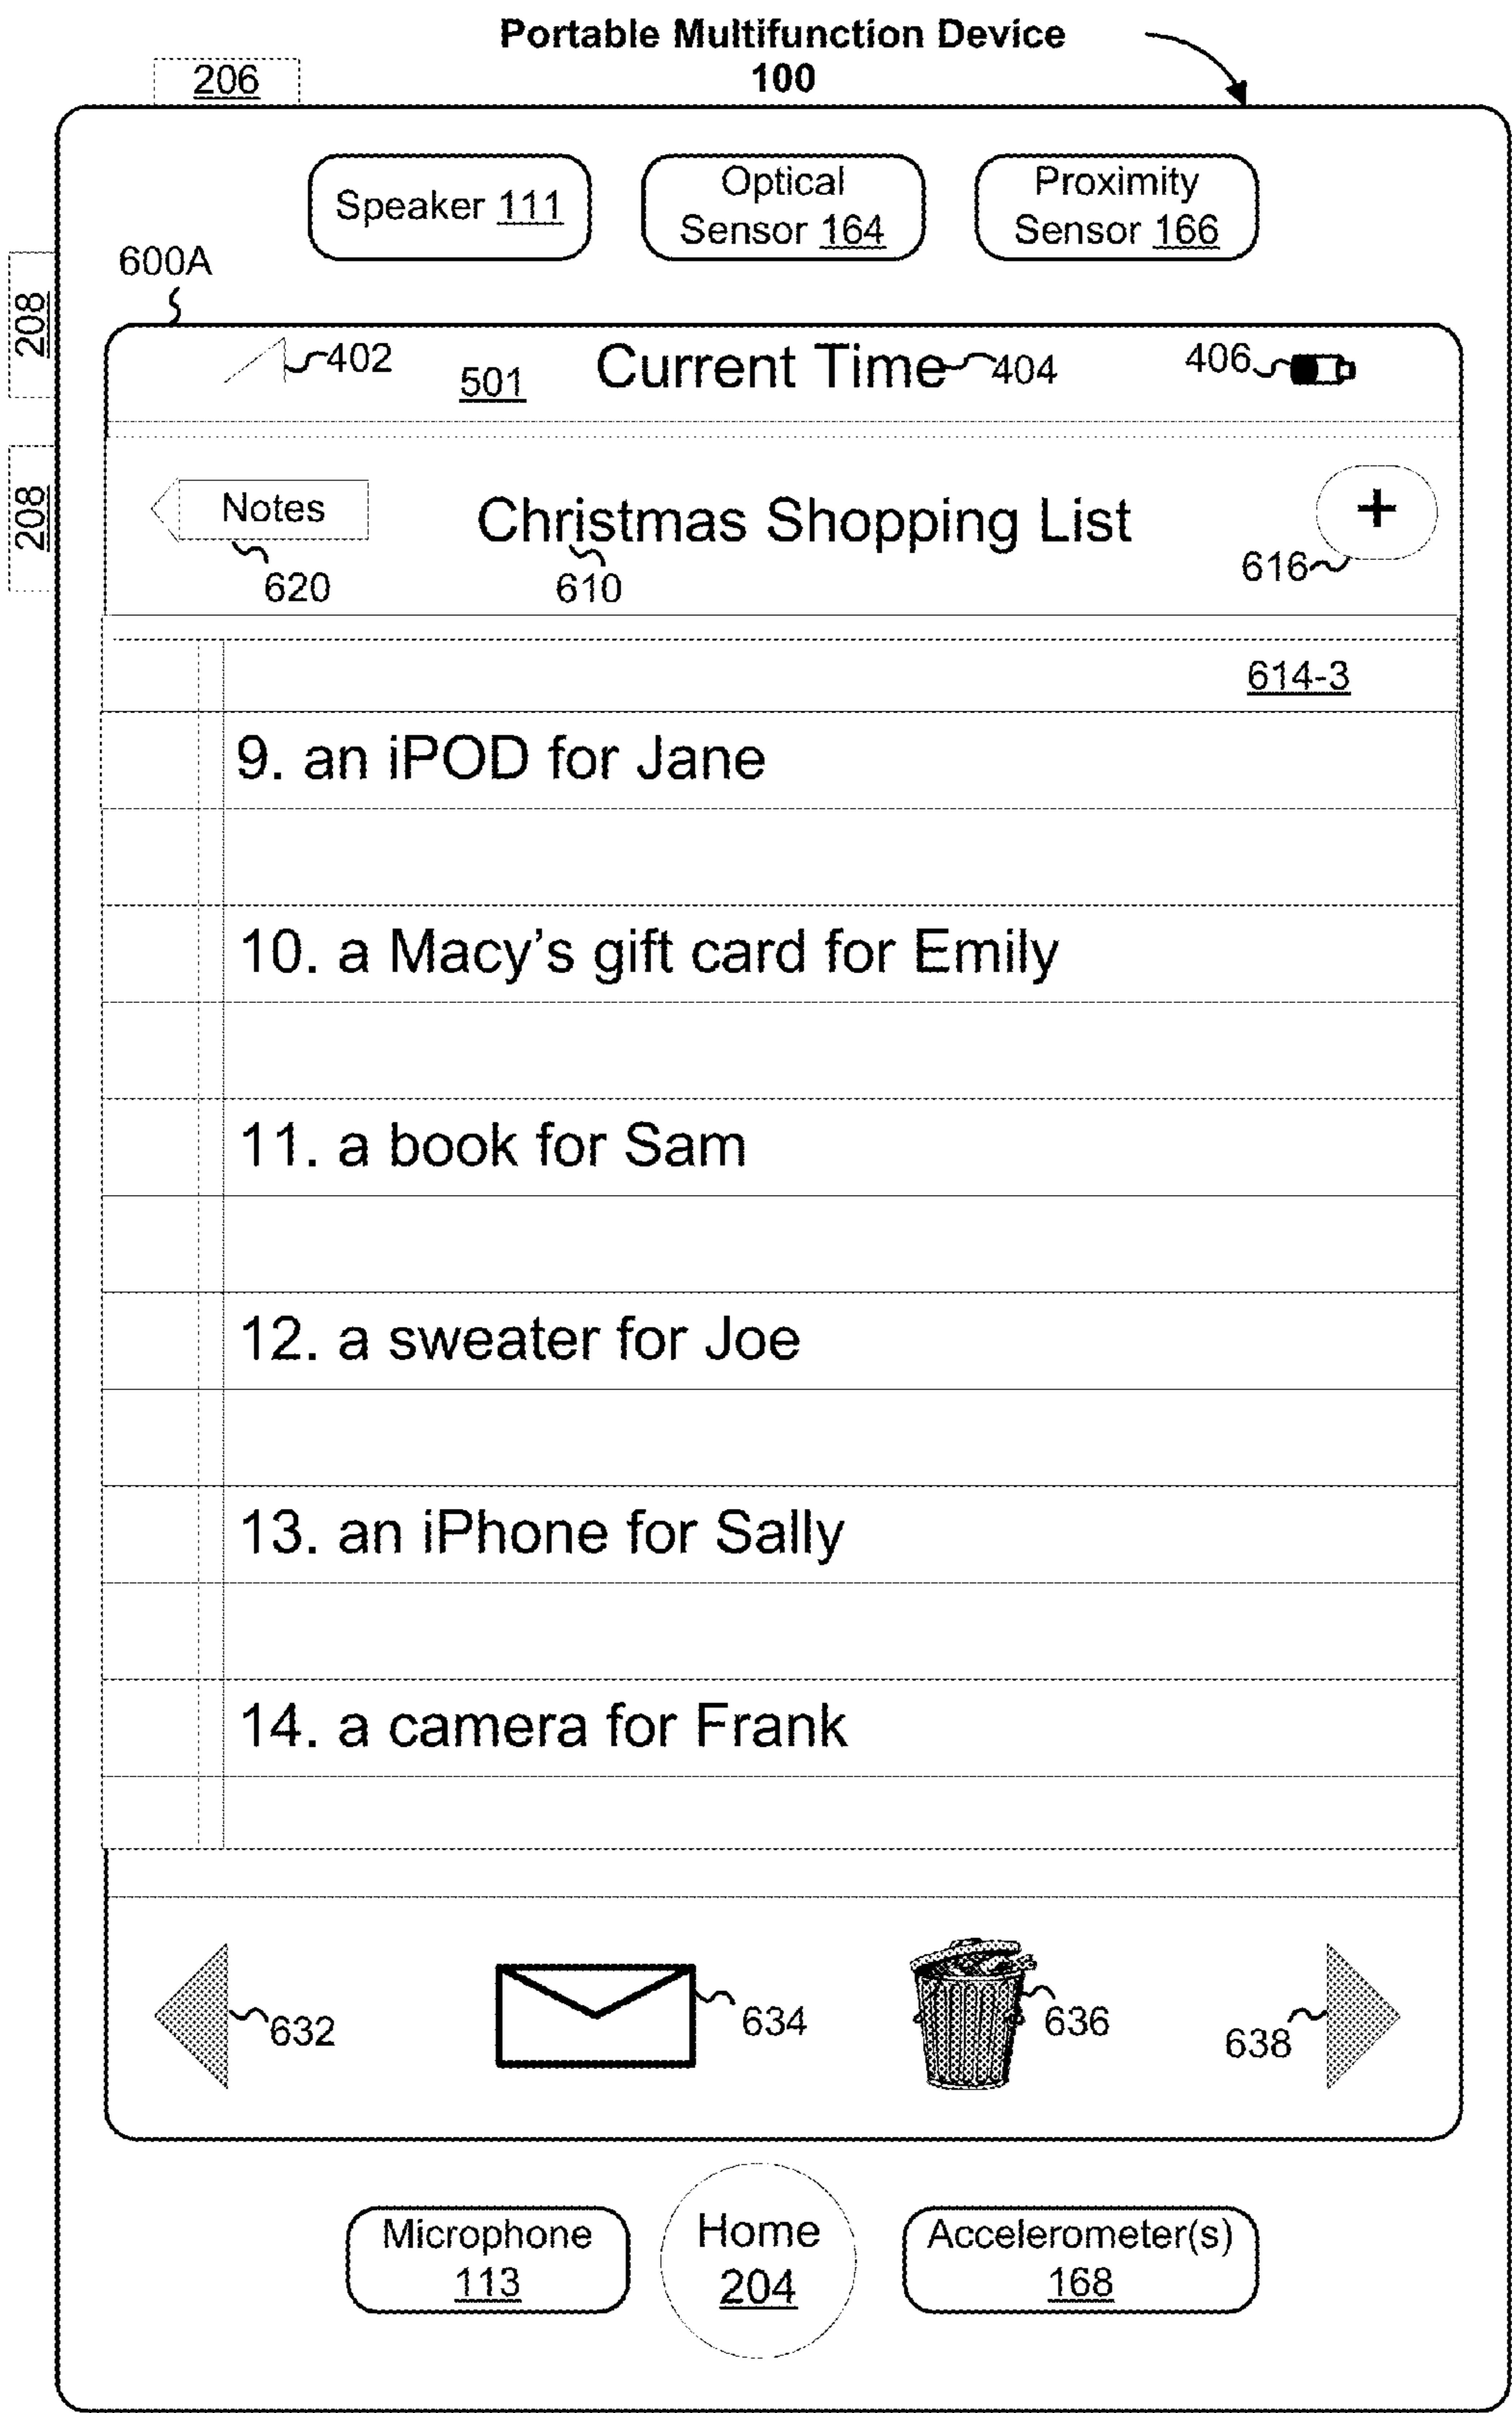 Portable Multifunction Device
100
206
Speaker 111
Optical
Sensor 164
Proximity
Sensor 166
600A
208
402
501
Current Time
404
406
208
Notes
Christmas Shopping List
+
620
610
616
614-3
9. an iPOD for Jane
10. a Macy’s gift card for Emily
11. a book for Sam
12. a sweater for Joe
13. an iPhone for Sally
14. a camera for Frank
632
634
636
638
Microphone
113
Home
204
Accelerometer(s)
168